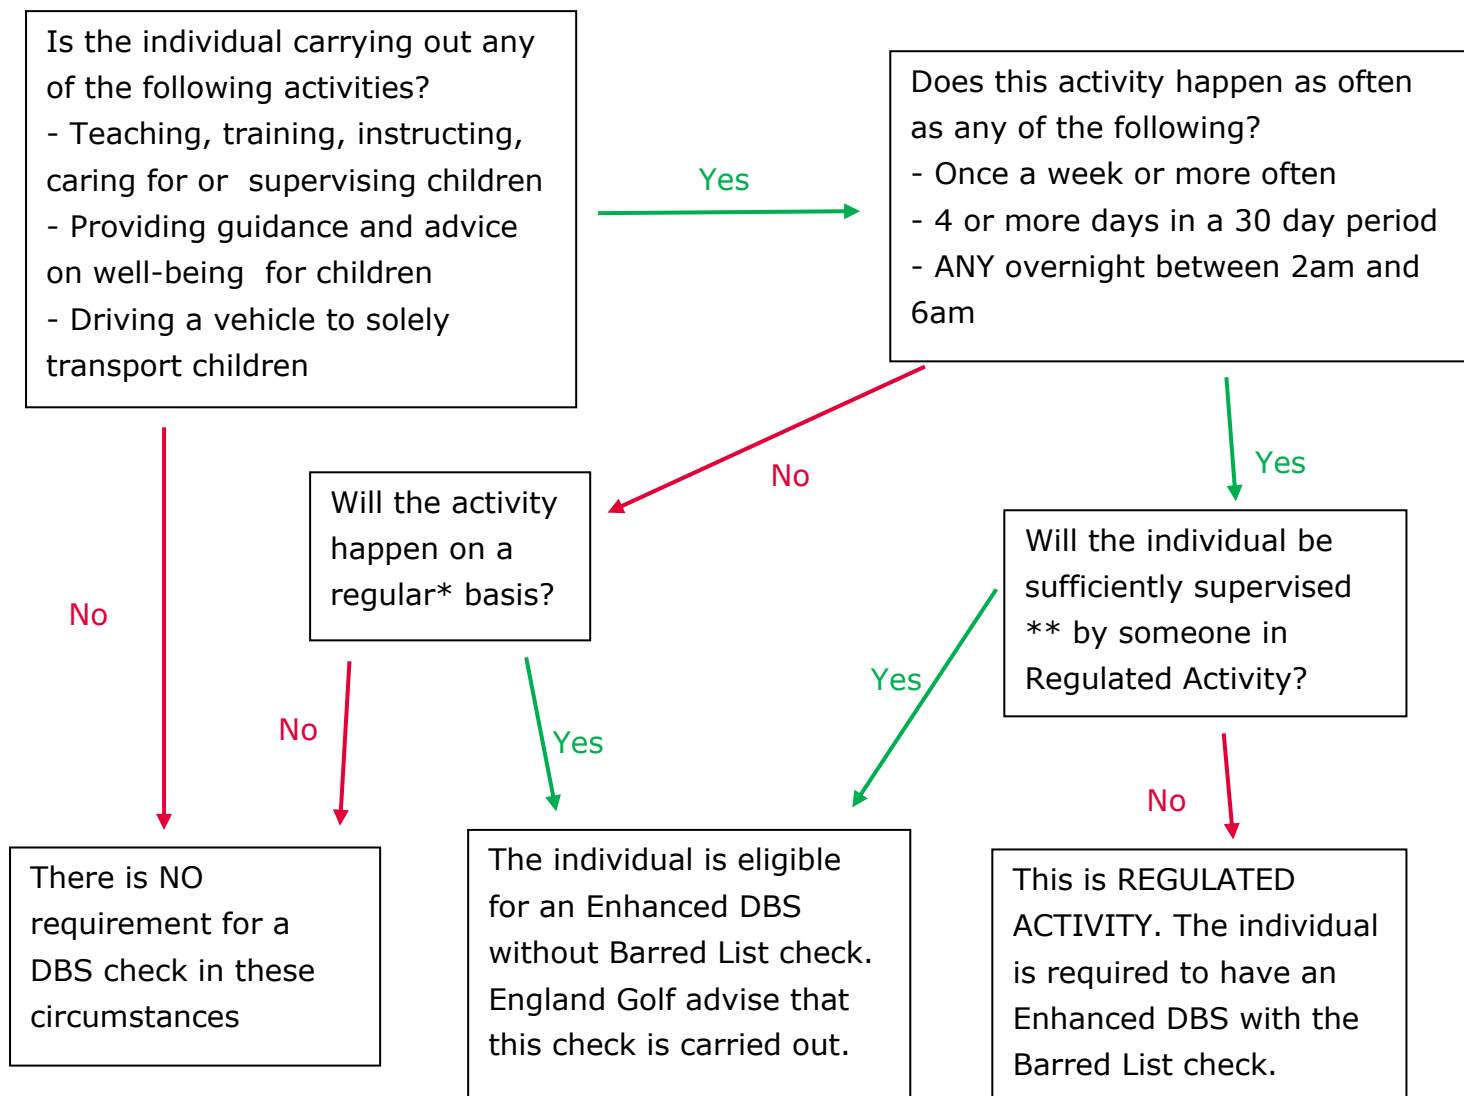 Is the individual carrying out any
of the following activities?
- Teaching, training, instructing,
caring for or supervising children
- Providing guidance and advice
on well-being for children
- Driving a vehicle to solely
transport children
Yes
Does this activity happen as often
as any of the following?
- Once a week or more often
- 4 or more days in a 30 day period
- ANY overnight between 2am and
6am
No
No
Yes
Will the activity
happen on a
regular* basis?
Will the individual be
sufficiently supervised
** by someone in
Regulated Activity?
No
Yes
Yes
No
There is NO
requirement for a
DBS check in these
circumstances
The individual is eligible
for an Enhanced DBS
without Barred List check.
England Golf advise that
this check is carried out.
This is REGULATED
ACTIVITY. The individual
is required to have an
Enhanced DBS with the
Barred List check.